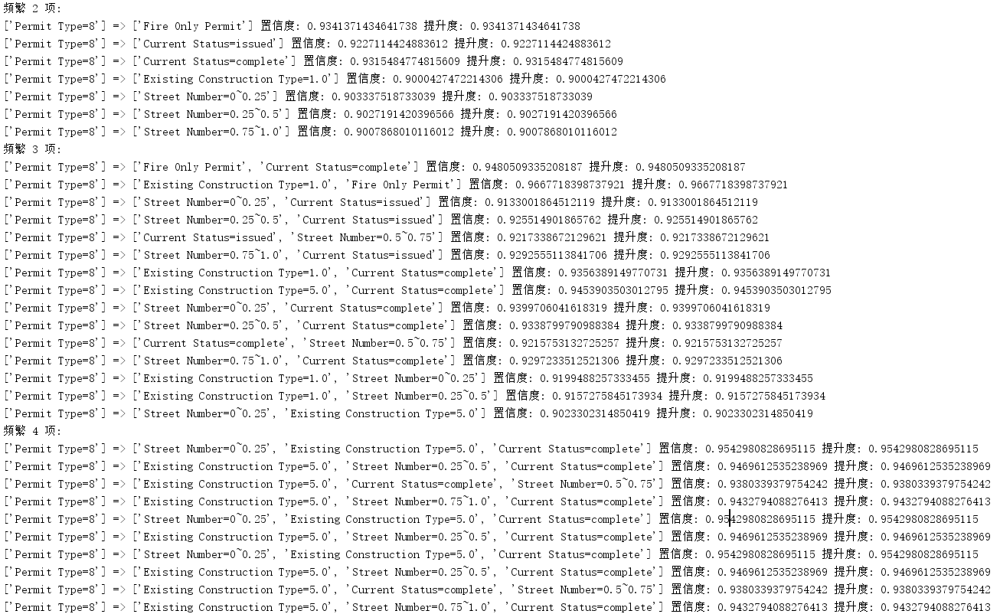 频繁 2 项:
['Permit Type=8'] => ['Fire Only Permit'] 置信度: 0.9341371434641738 提升度: 0.9341371434641738
['Permit Type=8'] => ['Current Status=issued'] 置信度: 0.9227114424883612 提升度: 0.9227114424883612
['Permit Type=8'] => ['Current Status=complete'] 置信度: 0.9315484774815609 提升度: 0.9315484774815609
['Permit Type=8'] => ['Existing Construction Type=1.0'] 置信度: 0.9000427472214306 提升度: 0.9000427472214306
['Permit Type=8'] => ['Street Number=0~0.25'] 置信度: 0.903337518733039 提升度: 0.903337518733039
['Permit Type=8'] => ['Street Number=0.25~0.5'] 置信度: 0.9027191420396566 提升度: 0.9027191420396566
['Permit Type=8'] => ['Street Number=0.75~1.0'] 置信度: 0.9007868010116012 提升度: 0.9007868010116012
频繁 3 项:
['Permit Type=8'] => ['Fire Only Permit', 'Current Status=complete'] 置信度: 0.9480509335208187 提升度: 0.9480509335208187
['Permit Type=8'] => ['Existing Construction Type=1.0', 'Fire Only Permit'] 置信度: 0.9667718398737921 提升度: 0.9667718398737921
['Permit Type=8'] => ['Street Number=0~0.25', 'Current Status=issued'] 置信度: 0.9133001864512119 提升度: 0.9133001864512119
['Permit Type=8'] => ['Street Number=0.25~0.5', 'Current Status=issued'] 置信度: 0.925514901865762 提升度: 0.925514901865762
['Permit Type=8'] => ['Current Status=issued', 'Street Number=0.5~0.75'] 置信度: 0.9217338672129621 提升度: 0.9217338672129621
['Permit Type=8'] => ['Street Number=0.75~1.0', 'Current Status=issued'] 置信度: 0.9292555113841706 提升度: 0.9292555113841706
['Permit Type=8'] => ['Existing Construction Type=1.0', 'Current Status=complete'] 置信度: 0.9356389149770731 提升度: 0.9356389149770731
['Permit Type=8'] => ['Existing Construction Type=5.0', 'Current Status=complete'] 置信度: 0.9453903503012795 提升度: 0.9453903503012795
['Permit Type=8'] => ['Street Number=0~0.25', 'Current Status=complete'] 置信度: 0.9399706041618319 提升度: 0.9399706041618319
['Permit Type=8'] => ['Street Number=0.25~0.5', 'Current Status=complete'] 置信度: 0.9338799790988384 提升度: 0.9338799790988384
['Permit Type=8'] => ['Current Status=complete', 'Street Number=0.5~0.75'] 置信度: 0.9215753132725257 提升度: 0.9215753132725257
['Permit Type=8'] => ['Street Number=0.75~1.0', 'Current Status=complete'] 置信度: 0.9297233512521306 提升度: 0.9297233512521306
['Permit Type=8'] => ['Existing Construction Type=1.0', 'Street Number=0~0.25'] 置信度: 0.9199488257333455 提升度: 0.9199488257333455
['Permit Type=8'] => ['Existing Construction Type=1.0', 'Street Number=0.25~0.5'] 置信度: 0.9157275845173934 提升度: 0.9157275845173934
['Permit Type=8'] => ['Street Number=0~0.25', 'Existing Construction Type=5.0'] 置信度: 0.9023302314850419 提升度: 0.9023302314850419
频繁 4 项:
['Permit Type=8'] => ['Street Number=0~0.25', 'Existing Construction Type=5.0', 'Current Status=complete'] 置信度: 0.9542980828695115 提升度: 0.9542980828695115
['Permit Type=8'] => ['Existing Construction Type=5.0', 'Street Number=0.25~0.5', 'Current Status=complete'] 置信度: 0.9469612535238969 提升度: 0.9469612535238969
['Permit Type=8'] => ['Existing Construction Type=5.0', 'Current Status=complete', 'Street Number=0.5~0.75'] 置信度: 0.9380339379754242 提升度: 0.9380339379754242
['Permit Type=8'] => ['Existing Construction Type=5.0', 'Street Number=0.75~1.0', 'Current Status=complete'] 置信度: 0.9432794088276413 提升度: 0.9432794088276413
['Permit Type=8'] => ['Street Number=0~0.25', 'Existing Construction Type=5.0', 'Current Status=complete'] 置信度: 0.9542980828695115 提升度: 0.9542980828695115
['Permit Type=8'] => ['Existing Construction Type=5.0', 'Street Number=0.25~0.5', 'Current Status=complete'] 置信度: 0.9469612535238969 提升度: 0.9469612535238969
['Permit Type=8'] => ['Street Number=0~0.25', 'Existing Construction Type=5.0', 'Current Status=complete'] 置信度: 0.9542980828695115 提升度: 0.9542980828695115
['Permit Type=8'] => ['Existing Construction Type=5.0', 'Street Number=0.25~0.5', 'Current Status=complete'] 置信度: 0.9469612535238969 提升度: 0.9469612535238969
['Permit Type=8'] => ['Existing Construction Type=5.0', 'Current Status=complete', 'Street Number=0.5~0.75'] 置信度: 0.9380339379754242 提升度: 0.9380339379754242
['Permit Type=8'] => ['Existing Construction Type=5.0', 'Street Number=0.75~1.0', 'Current Status=complete'] 置信度: 0.9432794088276413 提升度: 0.9432794088276413